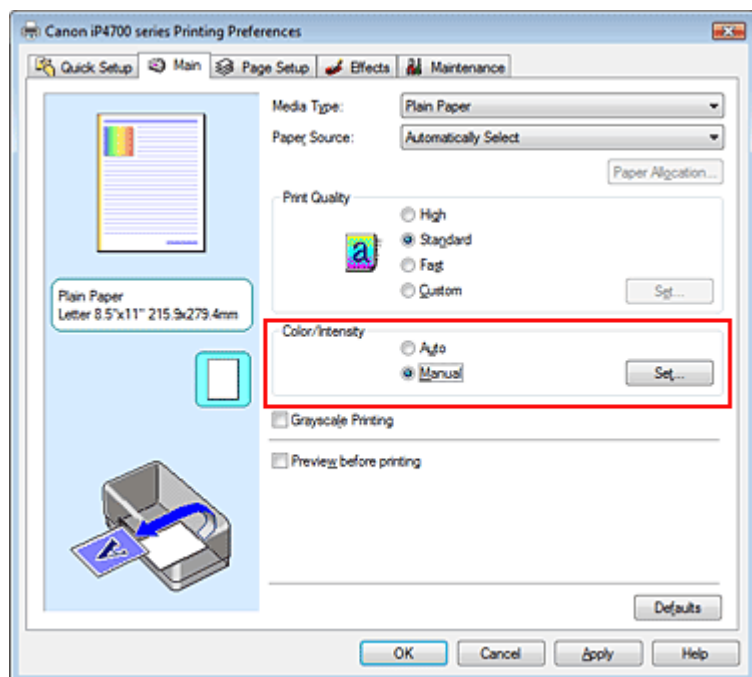 Canon iP4700 series Printing Preferences
Quick Setup Main Page Setup Effects Maintenance
Media Type: Plain Paper
Paper Source: Automatically Select
Paper Allocation...
Print Quality
High
a Standard
Fast
Custom Set...
Plain Paper
Letter 8.5"x11" 215.9x279.4mm
Color/Intensity
Auto
Manual Set...
Grayscale Printing
Preview before printing
A
Defaults
OK Cancel Apply Help